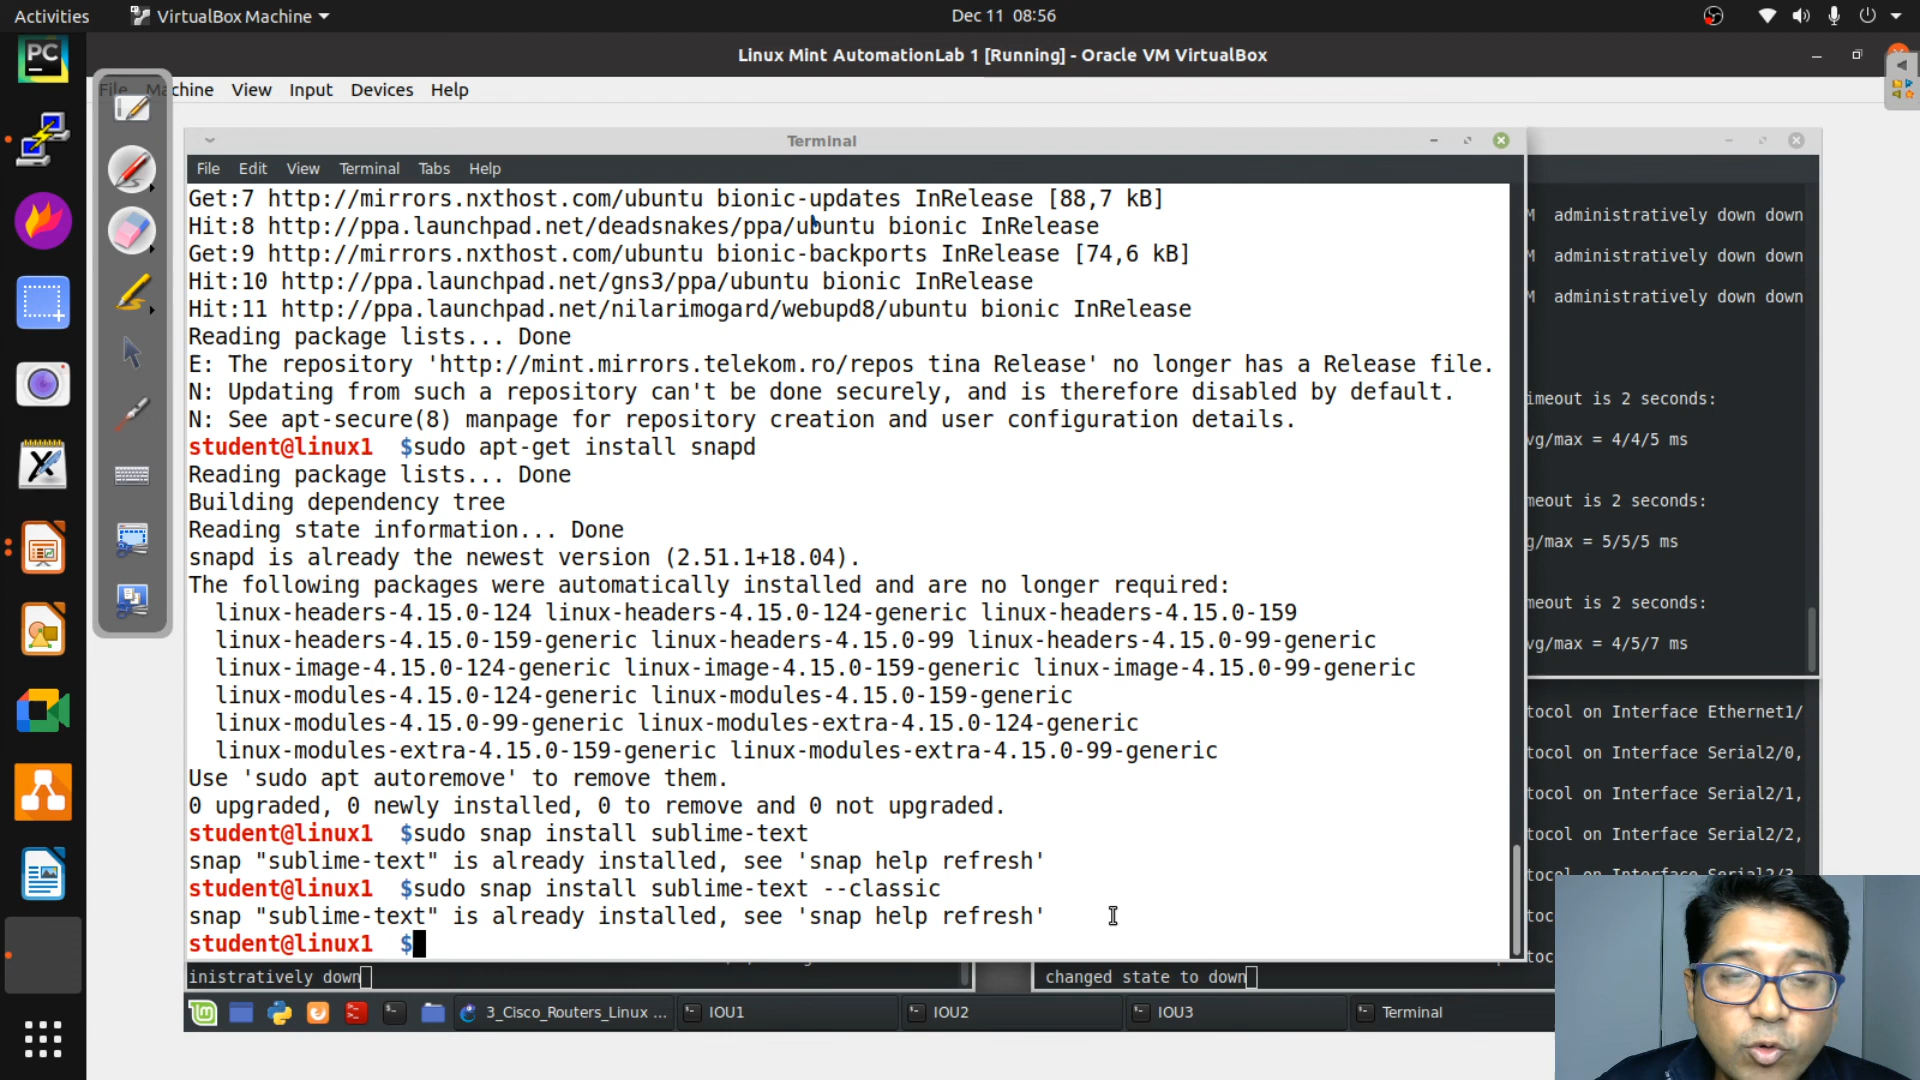 Activities
VirtualBox Machine
Dec 11 08:56
PC
Linux Mint AutomationLab 1 [Running] - Oracle VM VirtualBox
File Machine View Input Devices Help
Terminal
File Edit View Terminal Tabs Help
Get:7 http://mirrors.nxthost.com/ubuntu bionic-updates InRelease [88,7 kB]
Hit:8 http://ppa.launchpad.net/deadsnakes/ppa/ubuntu bionic InRelease
Get:9 http://mirrors.nxthost.com/ubuntu bionic-backports InRelease [74,6 kB]
Hit:10 http://ppa.launchpad.net/gns3/ppa/ubuntu bionic InRelease
Hit:11 http://ppa.launchpad.net/nilarimogard/webupd8/ubuntu bionic InRelease
Reading package lists... Done
E: The repository 'http://mint.mirrors.telekom.ro/repos tina Release' no longer has a Release file.
N: Updating from such a repository can't be done securely, and is therefore disabled by default.
N: See apt-secure(8) manpage for repository creation and user configuration details.
student@linux1 $sudo apt-get install snapd
Reading package lists... Done
Building dependency tree
Reading state information... Done
snapd is already the newest version (2.51.1+18.04).
The following packages were automatically installed and are no longer required:
linux-headers-4.15.0-124 linux-headers-4.15.0-124-generic linux-headers-4.15.0-159
linux-headers-4.15.0-159-generic linux-headers-4.15.0-99 linux-headers-4.15.0-99-generic
linux-image-4.15.0-124-generic linux-image-4.15.0-159-generic linux-image-4.15.0-99-generic
linux-modules-4.15.0-124-generic linux-modules-4.15.0-159-generic
linux-modules-4.15.0-99-generic linux-modules-extra-4.15.0-124-generic
linux-modules-extra-4.15.0-159-generic linux-modules-extra-4.15.0-99-generic
Use 'sudo apt autoremove' to remove them.
0 upgraded, 0 newly installed, 0 to remove and 0 not upgraded.
student@linux1 $sudo snap install sublime-text
snap "sublime-text" is already installed, see 'snap help refresh'
student@linux1 $sudo snap install sublime-text --classic
snap "sublime-text" is already installed, see 'snap help refresh'
student@linux1 $
M administratively down down
M administratively down down
M administratively down down
imeout is 2 seconds:
vg/max = 4/4/5 ms
meout is 2 seconds:
g/max = 5/5/5 ms
meout is 2 seconds:
vg/max = 4/5/7 ms
tocol on Interface Ethernet1/
tocol on Interface Serial2/0,
tocol on Interface Serial2/1,
tocol on Interface Serial2/2,
inistratively down
changed state to down
3_Cisco_Routers_Linux ...
IOU1
IOU2
IOU3
Terminal